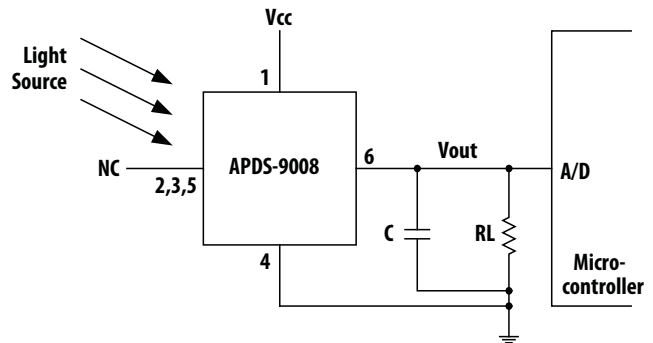 Vcc
Light
Source
1
NC
2,3,5
APDS-9008
6
Vout
A/D
C
RL
4
Micro-
controller